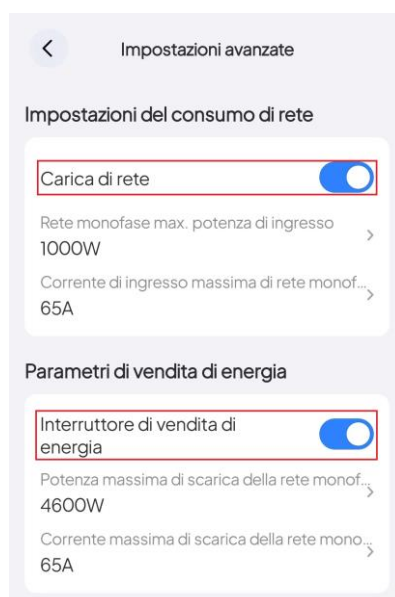 Impostazioni avanzate
Impostazioni del consumo di rete
Carica di rete
Rete monofase max. potenza di ingresso
1000W
Corrente di ingresso massima di rete monof...
65A
Parametri di vendita di energia
Interruttore di vendita di
energia
Potenza massima di scarica della rete monof...
4600W
Corrente massima di scarica della rete mono...
65A